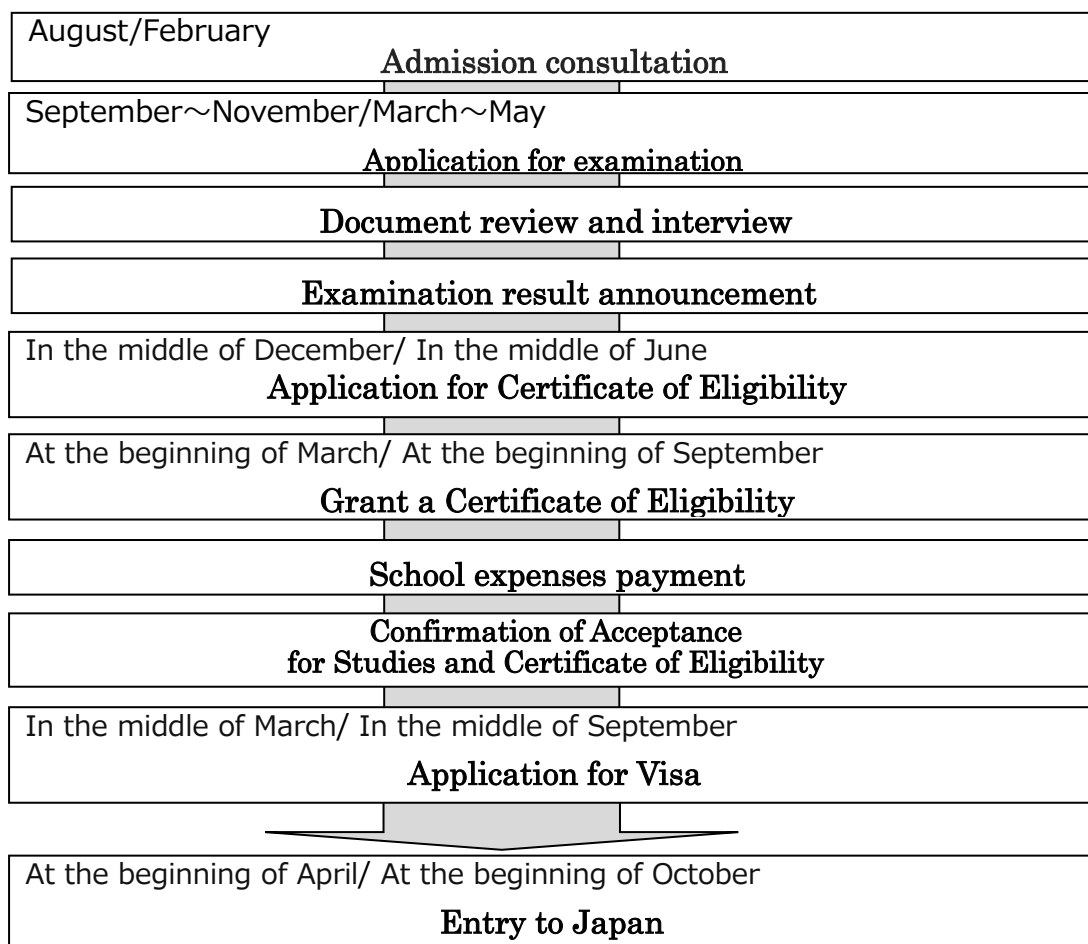 August/February
Admission consultation
September～November/March～May
Application for examination
Document review and interview
Examination result announcement
In the middle of December/ In the middle of June
Application for Certificate of Eligibility
At the beginning of March/ At the beginning of September
Grant a Certificate of Eligibility
School expenses payment
Confirmation of Acceptance
for Studies and Certificate of Eligibility
In the middle of March/ In the middle of September
Application for Visa
At the beginning of April/ At the beginning of October
Entry to Japan